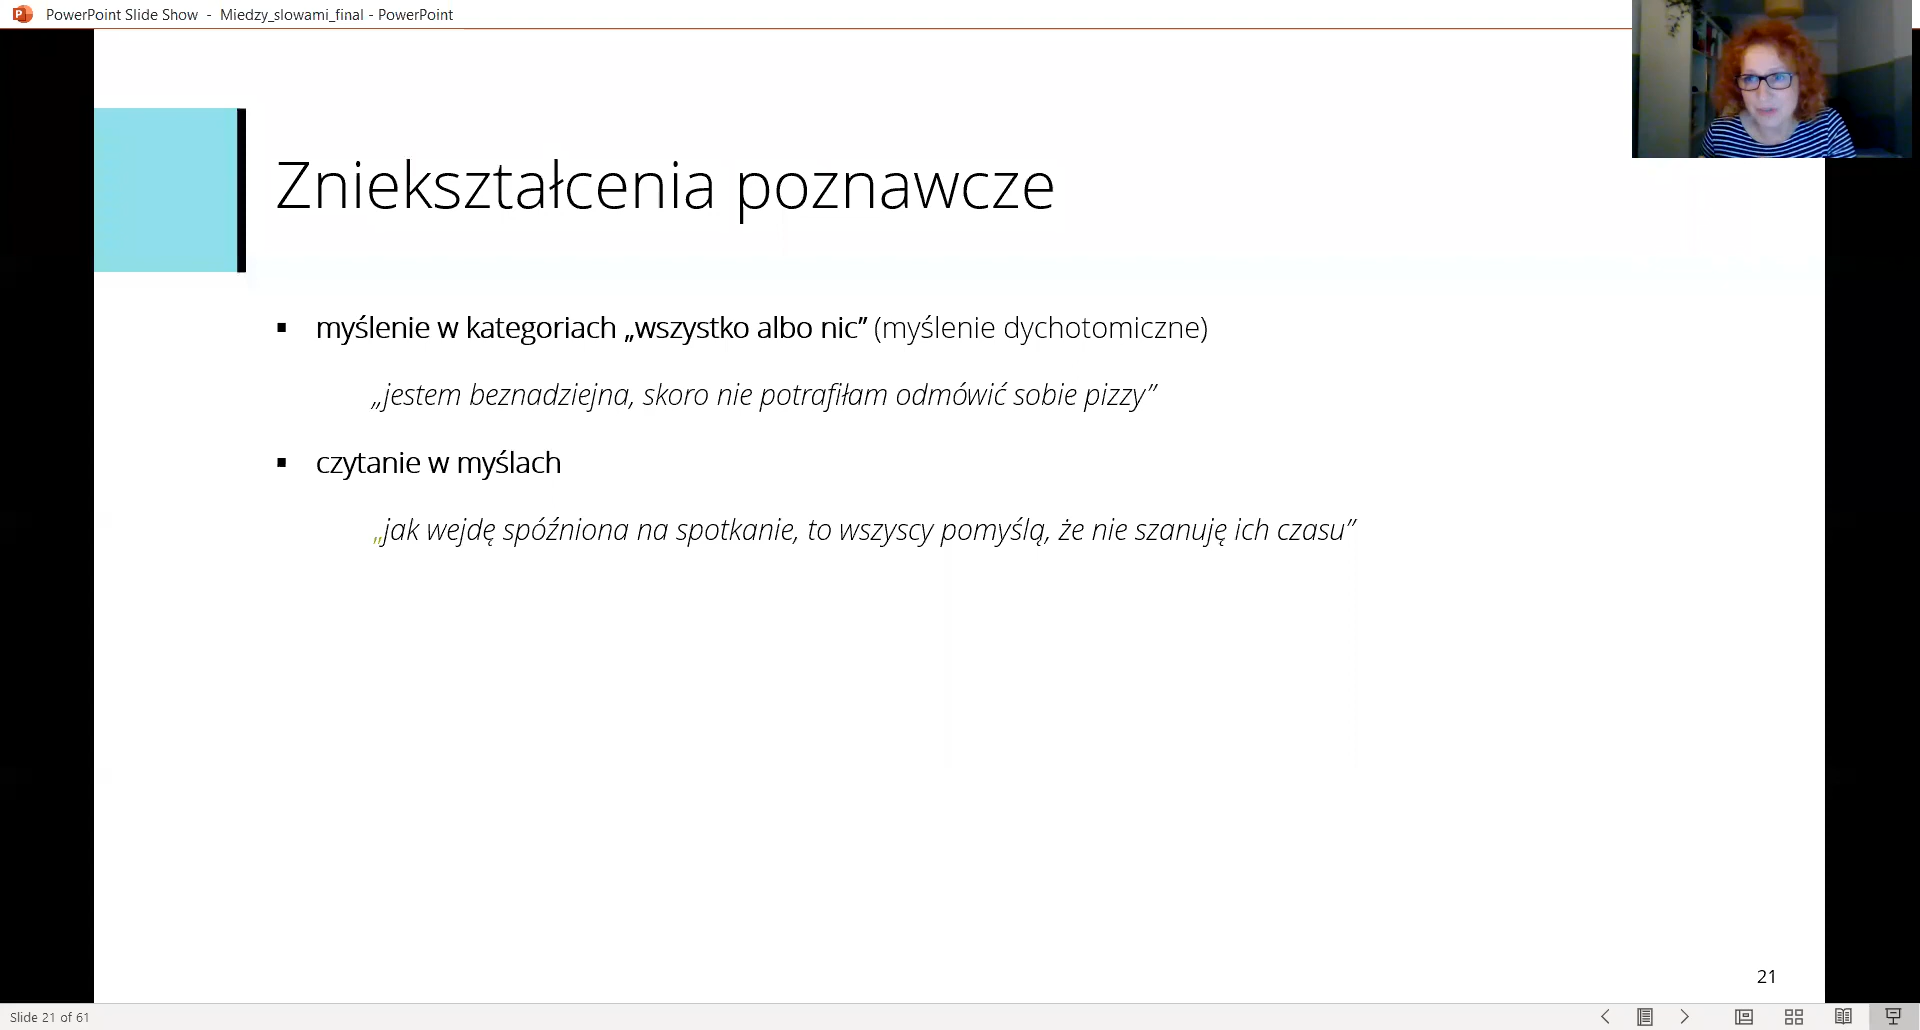 PowerPoint Slide Show - Miedzy_slowami_final - PowerPoint
Zniekształcenia poznawcze
▪ myślenie w kategoriach „wszystko albo nic” (myślenie dychotomiczne)
„jestem beznadziejna, skoro nie potrafiłam odmówić sobie pizzy”
▪ czytanie w myślach
„jak wejdę spóźniona na spotkanie, to wszyscy pomyślą, że nie szanuję ich czasu”
21
Slide 21 of 61